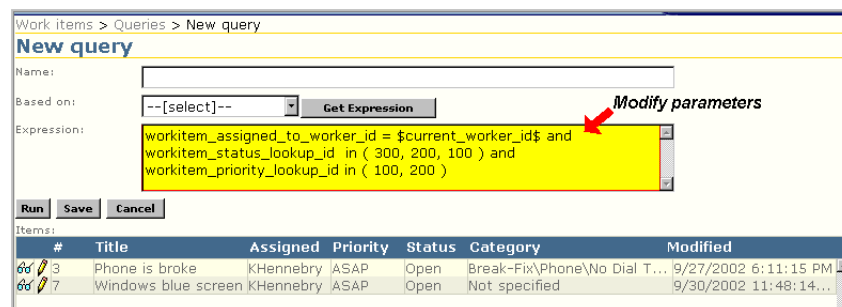 Work items > Queries > New query
New query
Name:
Based on: --[select]-- Get Expression
Modify parameters
Expression:
workitem_assigned_to_worker_id = $current_worker_id$ and
workitem_status_lookup_id in ( 300, 200, 100 ) and
workitem_priority_lookup_id in ( 100, 200 )
Run Save Cancel
Items:
# Title Assigned Priority Status Category Modified
3 Phone is broke KHennebry ASAP Open Break-Fix\Phone\No Dial T... 9/27/2002 6:11:15 PM
7 Windows blue screen KHennebry ASAP Open Not specified 9/30/2002 11:48:14...